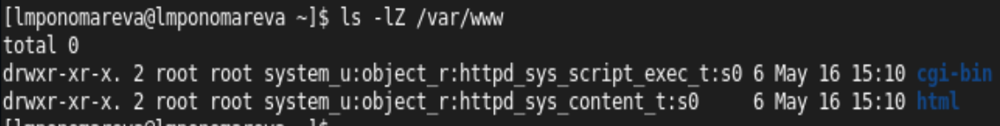 [lmponomareva@lmponomareva ~]$ ls -lZ /var/www
total 0
drwxr-xr-x. 2 root root system_u:object_r:httpd_sys_script_exec_t:s0 6 May 16 15:10 cgi-bin
drwxr-xr-x. 2 root root system_u:object_r:httpd_sys_content_t:s0     6 May 16 15:10 html